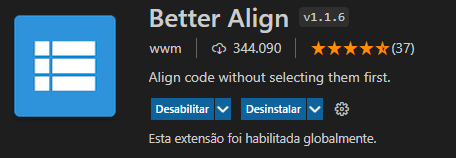 Better Align v1.1.6
wwm 344.090 (37)
Align code without selecting them first.
Desabilitar Desinstalar
Esta extensão foi habilitada globalmente.